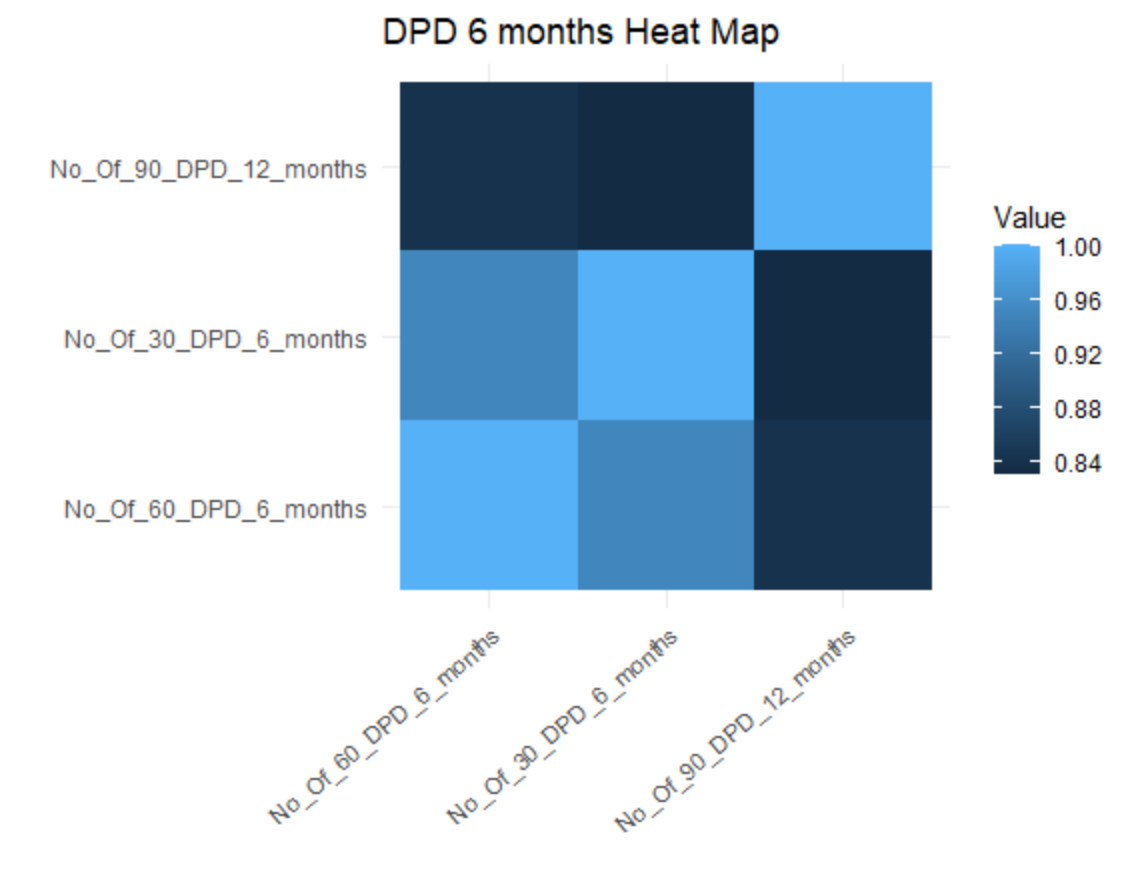 DPD 6 months Heat Map
No_Of_90_DPD_12_months
No_Of_30_DPD_6_months
No_Of_60_DPD_6_months
No_Of_60_DPD_6_months
No_Of_30_DPD_6_months
No_Of_90_DPD_12_months
Value
1.00
0.96
0.92
0.88
0.84